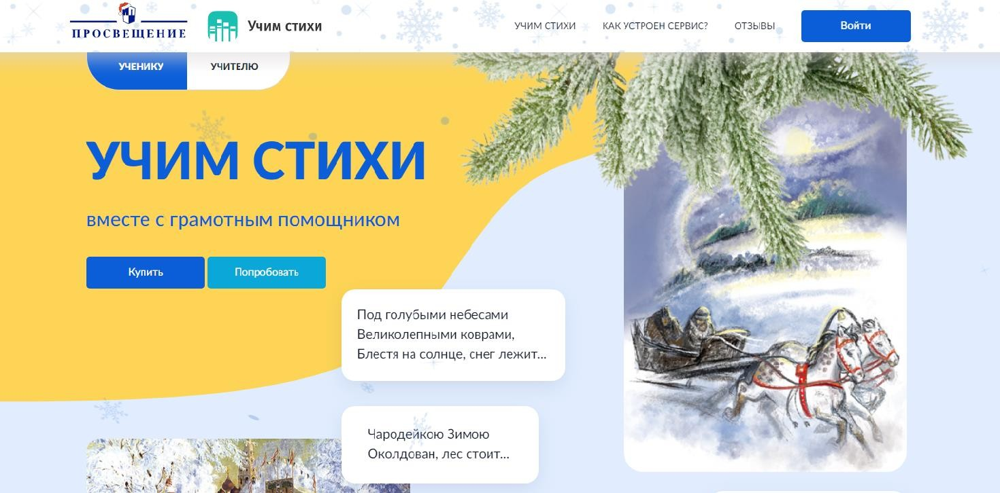 ПРОСВЕЩЕНИЕ
Учим стихи
УЧИМ СТИХИ
КАК УСТРОЕН СЕРВИС?
ОТЗЫВЫ
Войти
УЧЕНИКУ
УЧИТЕЛЮ
УЧИМ СТИХИ
вместе с грамотным помощником
Купить
Попробовать
Под голубыми небесами
Великолепными коврами,
Блестя на солнце, снег лежит...
Чародейкою Зимою
Околдован, лес стоит...